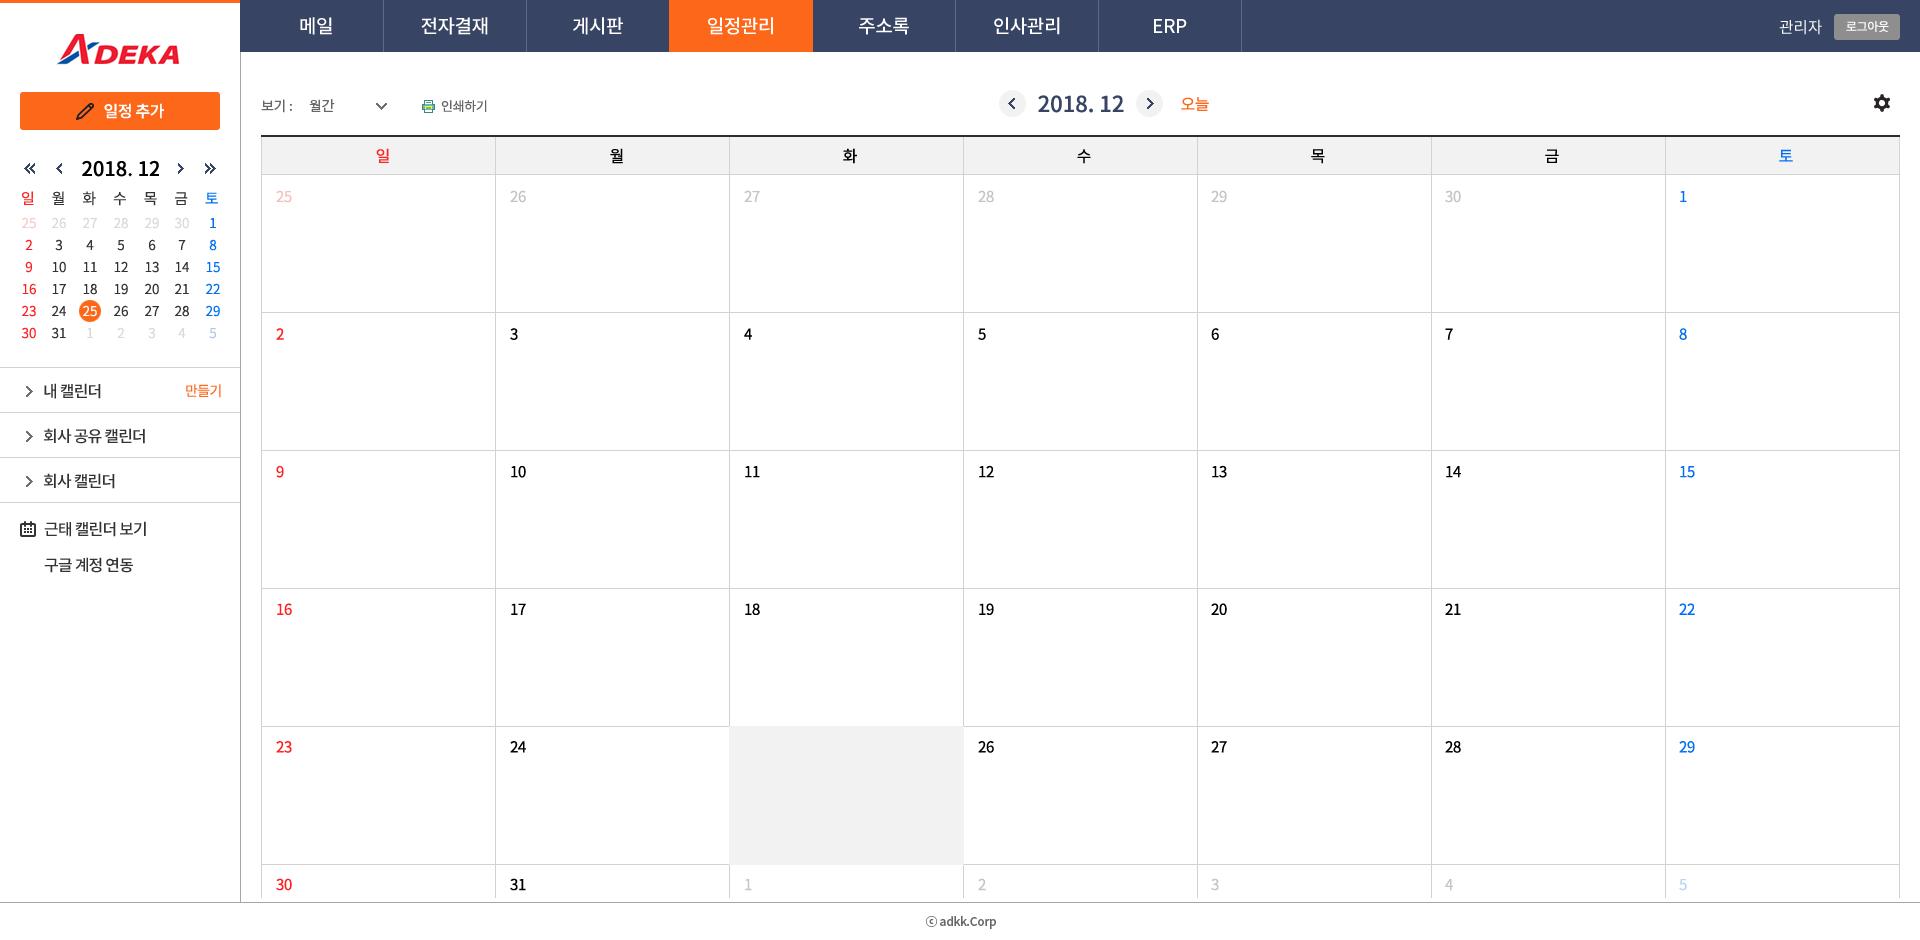 ADEKA
메일 전자결재 게시판 일정관리 주소록 인사관리 ERP 관리자 로그아웃
일정 추가
2018. 12
일 월 화 수 목 금 토
25 26 27 28 29 30 1
2 3 4 5 6 7 8
9 10 11 12 13 14 15
16 17 18 19 20 21 22
23 24 25 26 27 28 29
30 31 1 2 3 4 5
내 캘린더 만들기
회사 공유 캘린더
회사 캘린더
근태 캘린더 보기
구글 계정 연동
보기 : 월간 인쇄하기 2018. 12 오늘
일 월 화 수 목 금 토
25 26 27 28 29 30 1
2 3 4 5 6 7 8
9 10 11 12 13 14 15
16 17 18 19 20 21 22
23 24 26 27 28 29
30 31 1 2 3 4 5
ⓒ adkk.Corp